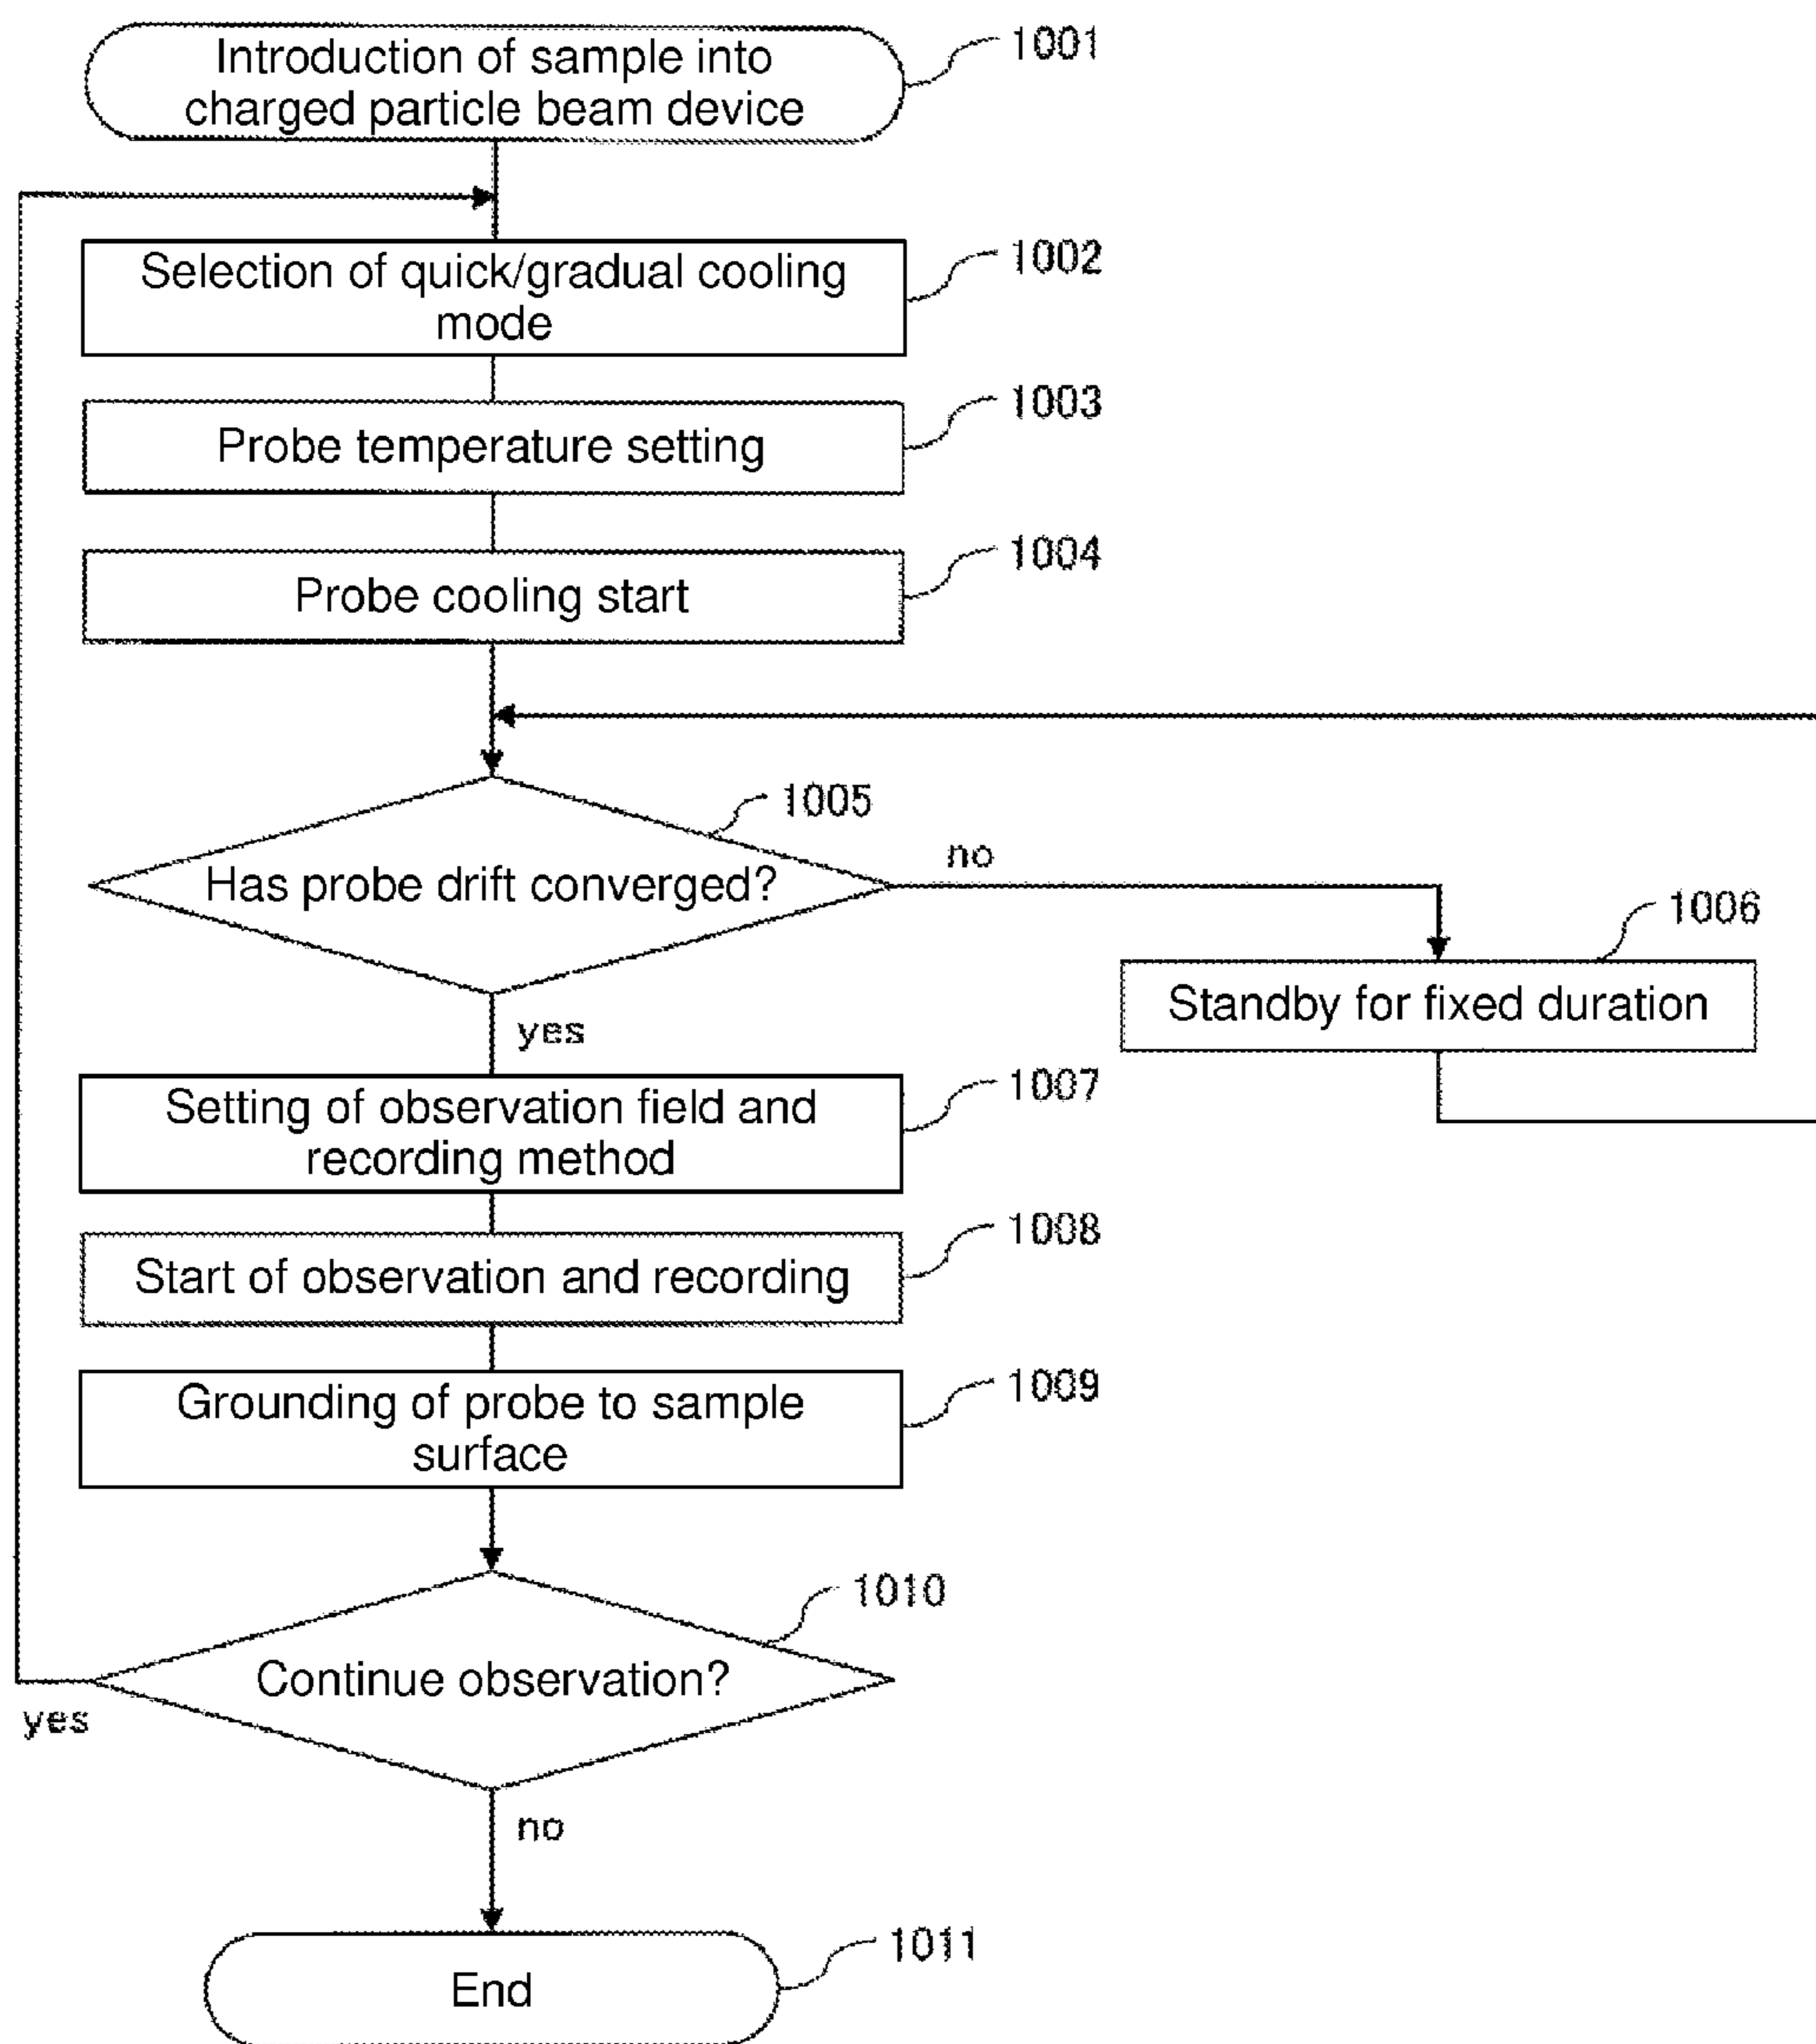 Introduction of sample into
charged particle beam device
1001
Selection of quick/gradual cooling
mode
1002
Probe temperature setting
1003
Probe cooling start
1004
1005
Has probe drift converged?
no
1006
Standby for fixed duration
yes
Setting of observation field and
recording method
1007
Start of observation and recording
1008
Grounding of probe to sample
surface
1009
1010
Continue observation?
yes
no
1011
End